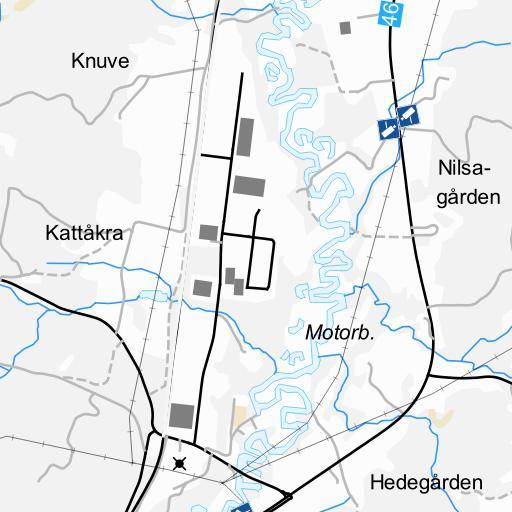 46
Knuve
Nilsa-
gården
Kattåkra
Motorb.
Hedegården